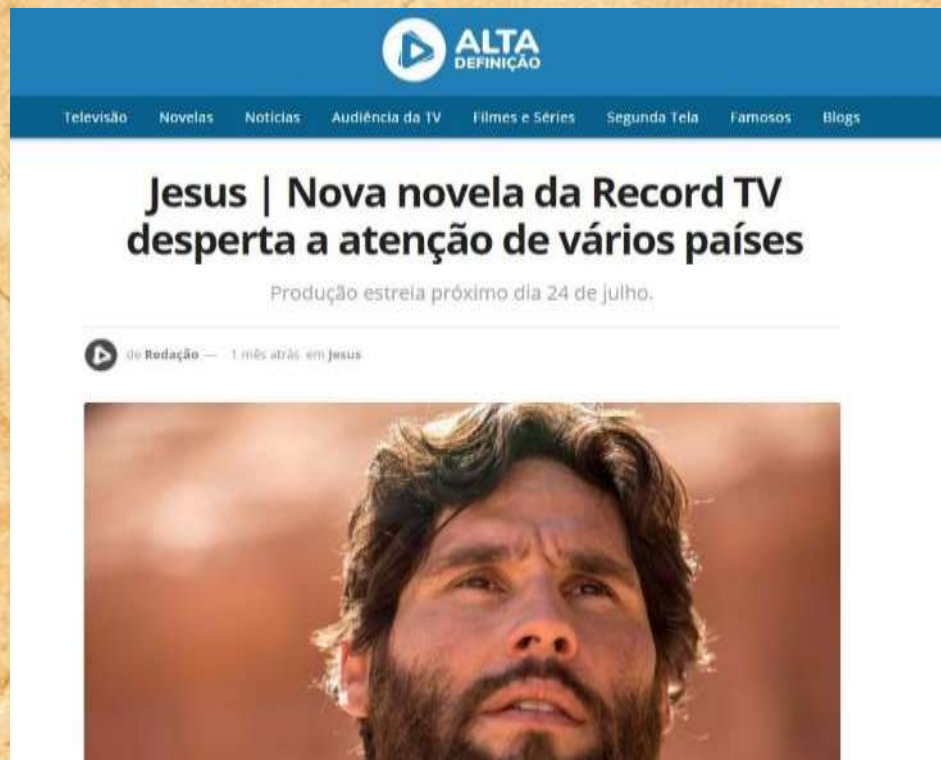 ALTA
DEFINIÇÃO
Televisão Novelas Notícias Audiência da TV Filmes e Séries Segunda Tela Famosos Blogs
Jesus | Nova novela da Record TV
desperta a atenção de vários países
Produção estreia próximo dia 24 de julho.
de Redação — 1 mês atrás em Jesus